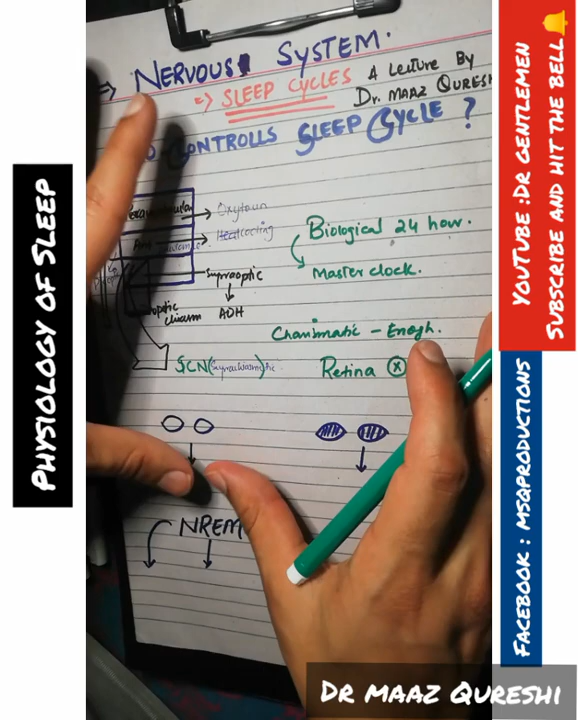 ⇒ NERVOUS SYSTEM.
→ SLEEP CYCLES
A Lecture By
Dr. MAAZ QURESHI
CONTROLLS SLEEP CYCLE ?
→ Oxytocin
→ Heat
Biological 24 hour.
Master clock.
Supraoptic
ADH
optic chiasm
Charismatic - Enogh.
SCN
Retina ⓧ
NREM
PHYSIOLOGY OF SLEEP
YOUTUBE :DR GENTLEMEN
SUBSCRIBE AND HIT THE BELL🔔
FACEBOOK : MSQPRODUCTIONS
DR MAAZ QURESHI